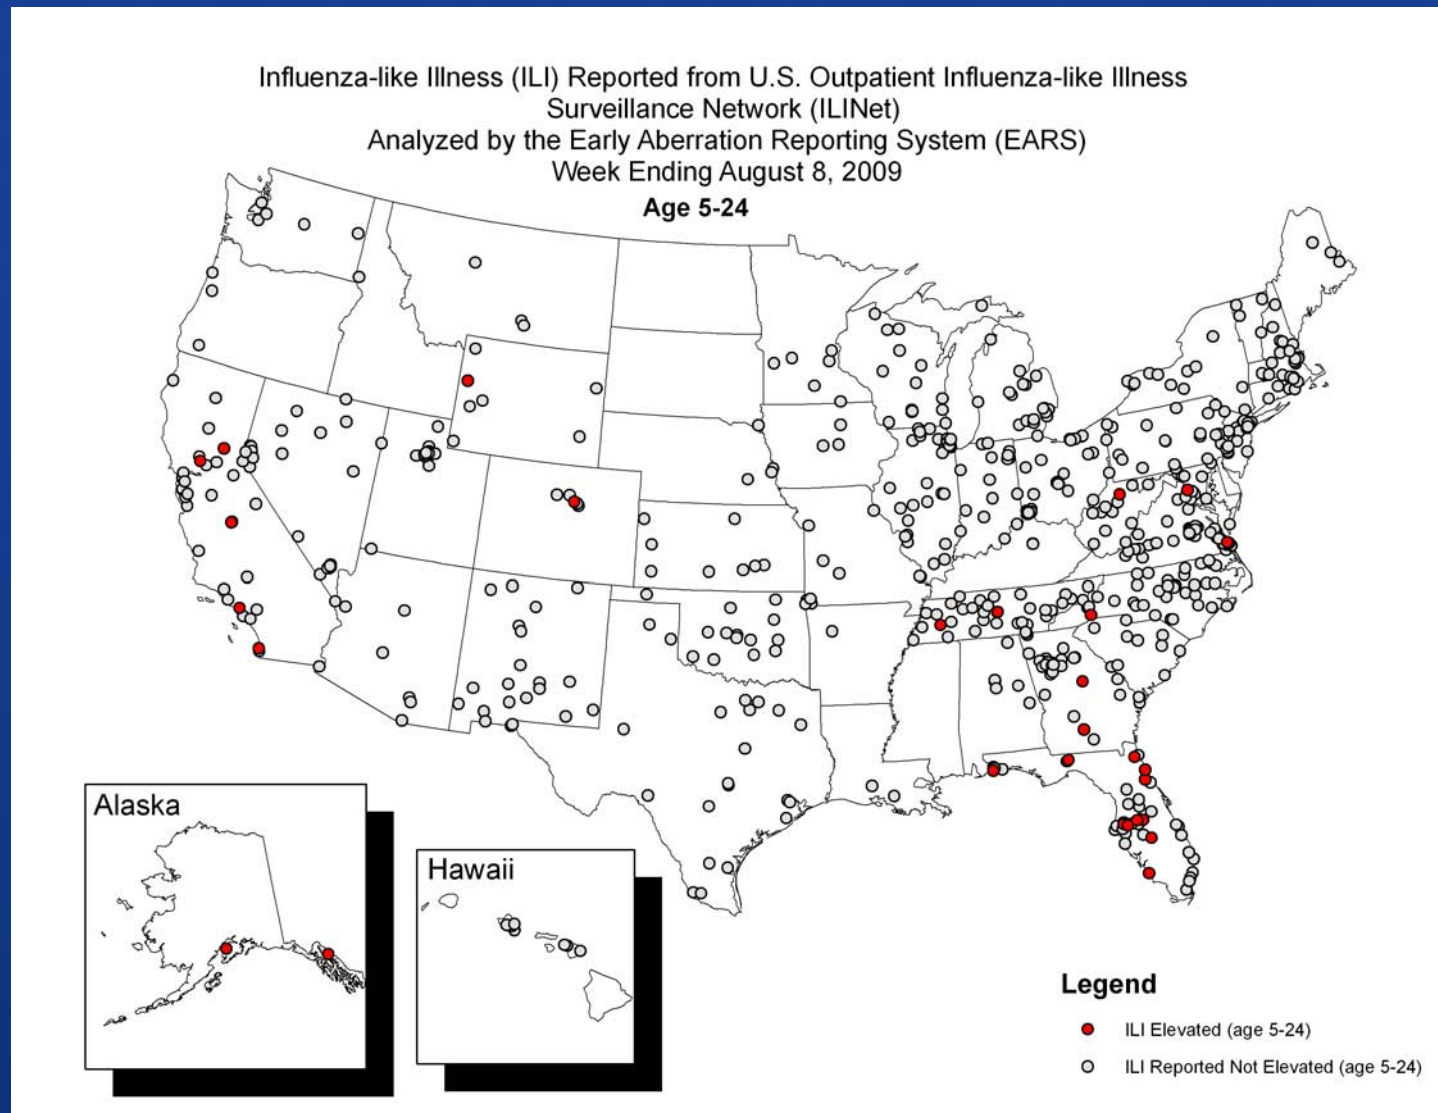 Influenza-like Illness (ILI) Reported from U.S. Outpatient Influenza-like Illness
Surveillance Network (ILINet)
Analyzed by the Early Aberration Reporting System (EARS)
Week Ending August 8, 2009
Age 5-24
Alaska
Hawaii
Legend
ILI Elevated (age 5-24)
ILI Reported Not Elevated (age 5-24)